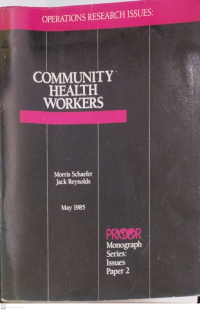 OPERATIONS RESEARCH ISSUES:
COMMUNITY
HEALTH
WORKERS
Morris Schaefer
Jack Reynolds
May 1985
PRICOR
Monograph
Series:
Issues
Paper 2